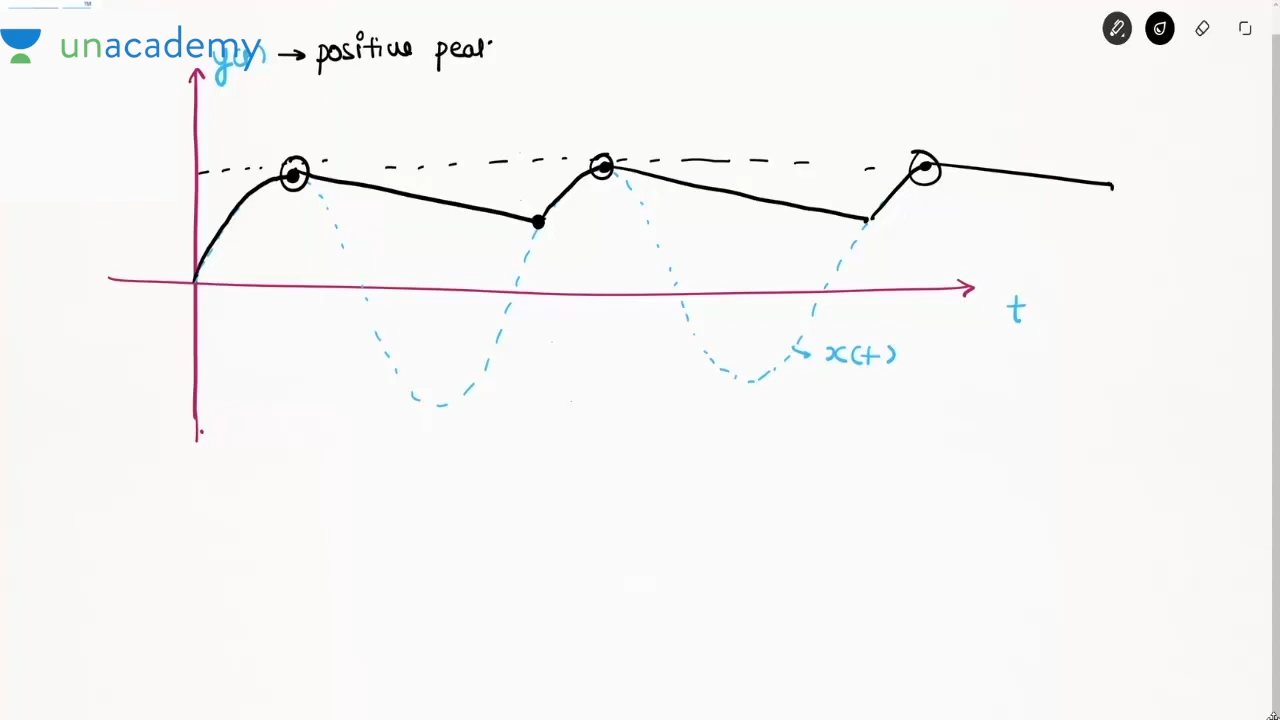 unacademy
y(t) → positive peak
t
x(t)